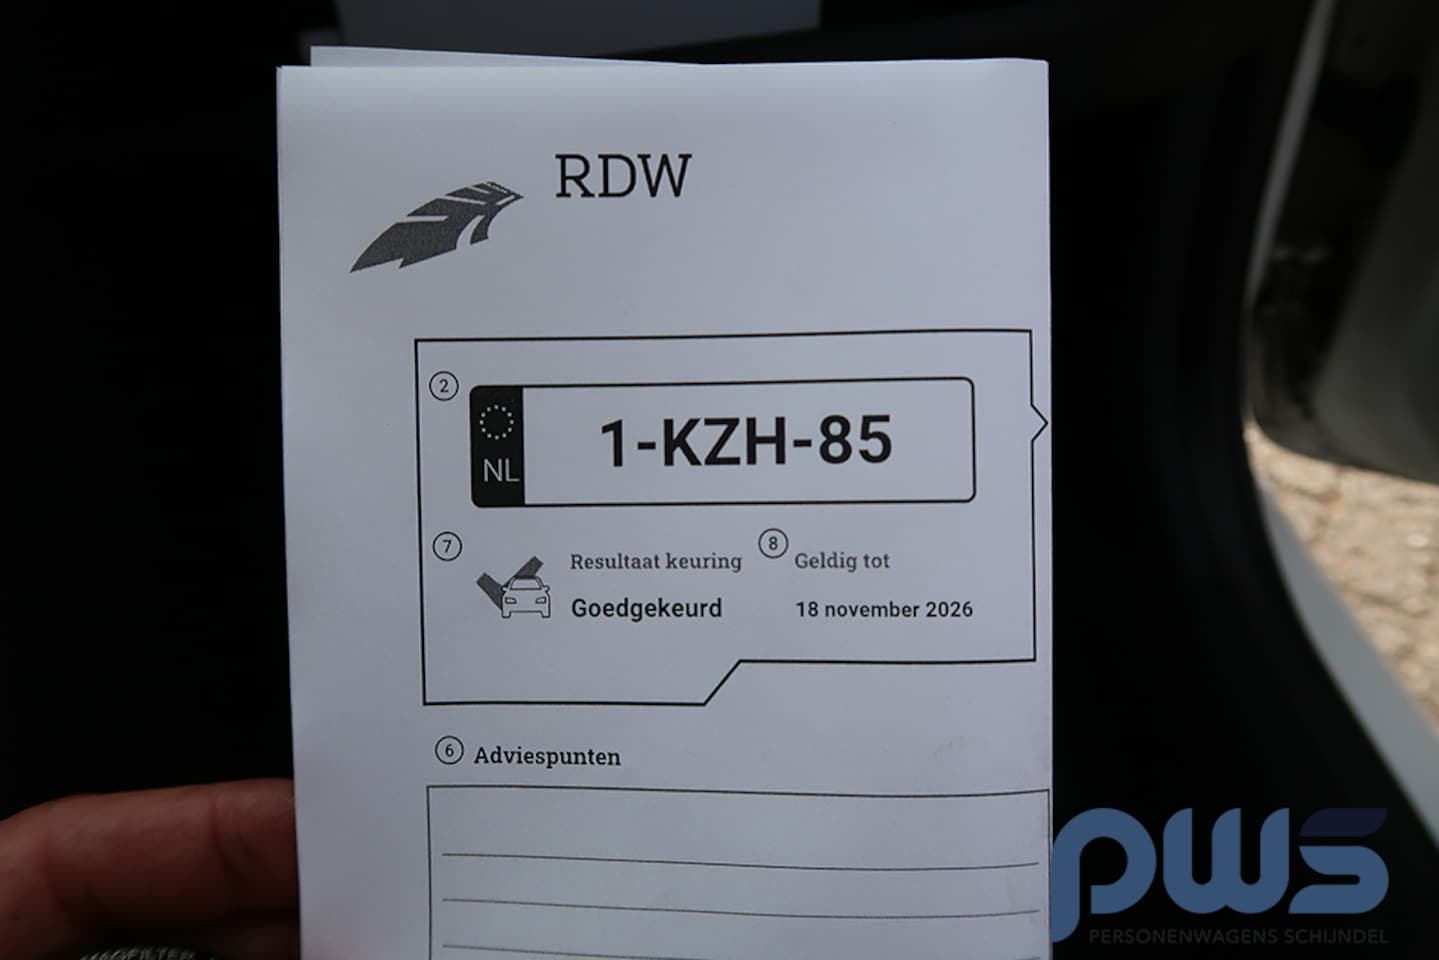 RDW
2
NL
1-KZH-85
7
Resultaat keuring
8
Geldig tot
Goedgekeurd
18 november 2026
6 Adviespunten
pws
PERSONENWAGENS SCHIJNDEL